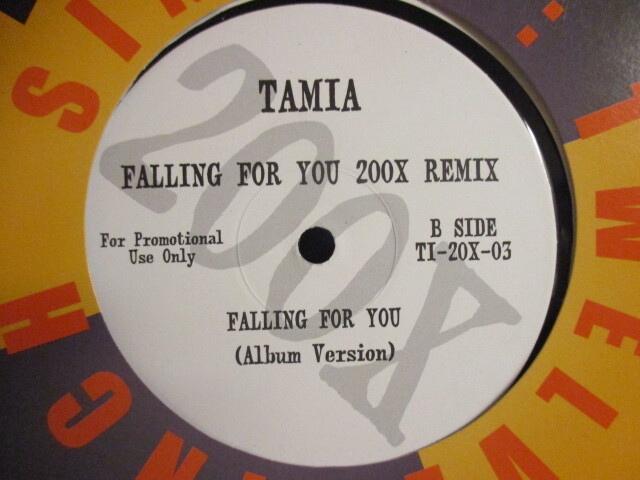 TAMIA
FALLING FOR YOU 200X REMIX
For Promotional
Use Only
B SIDE
TI-20X-03
FALLING FOR YOU
(Album Version)
200X